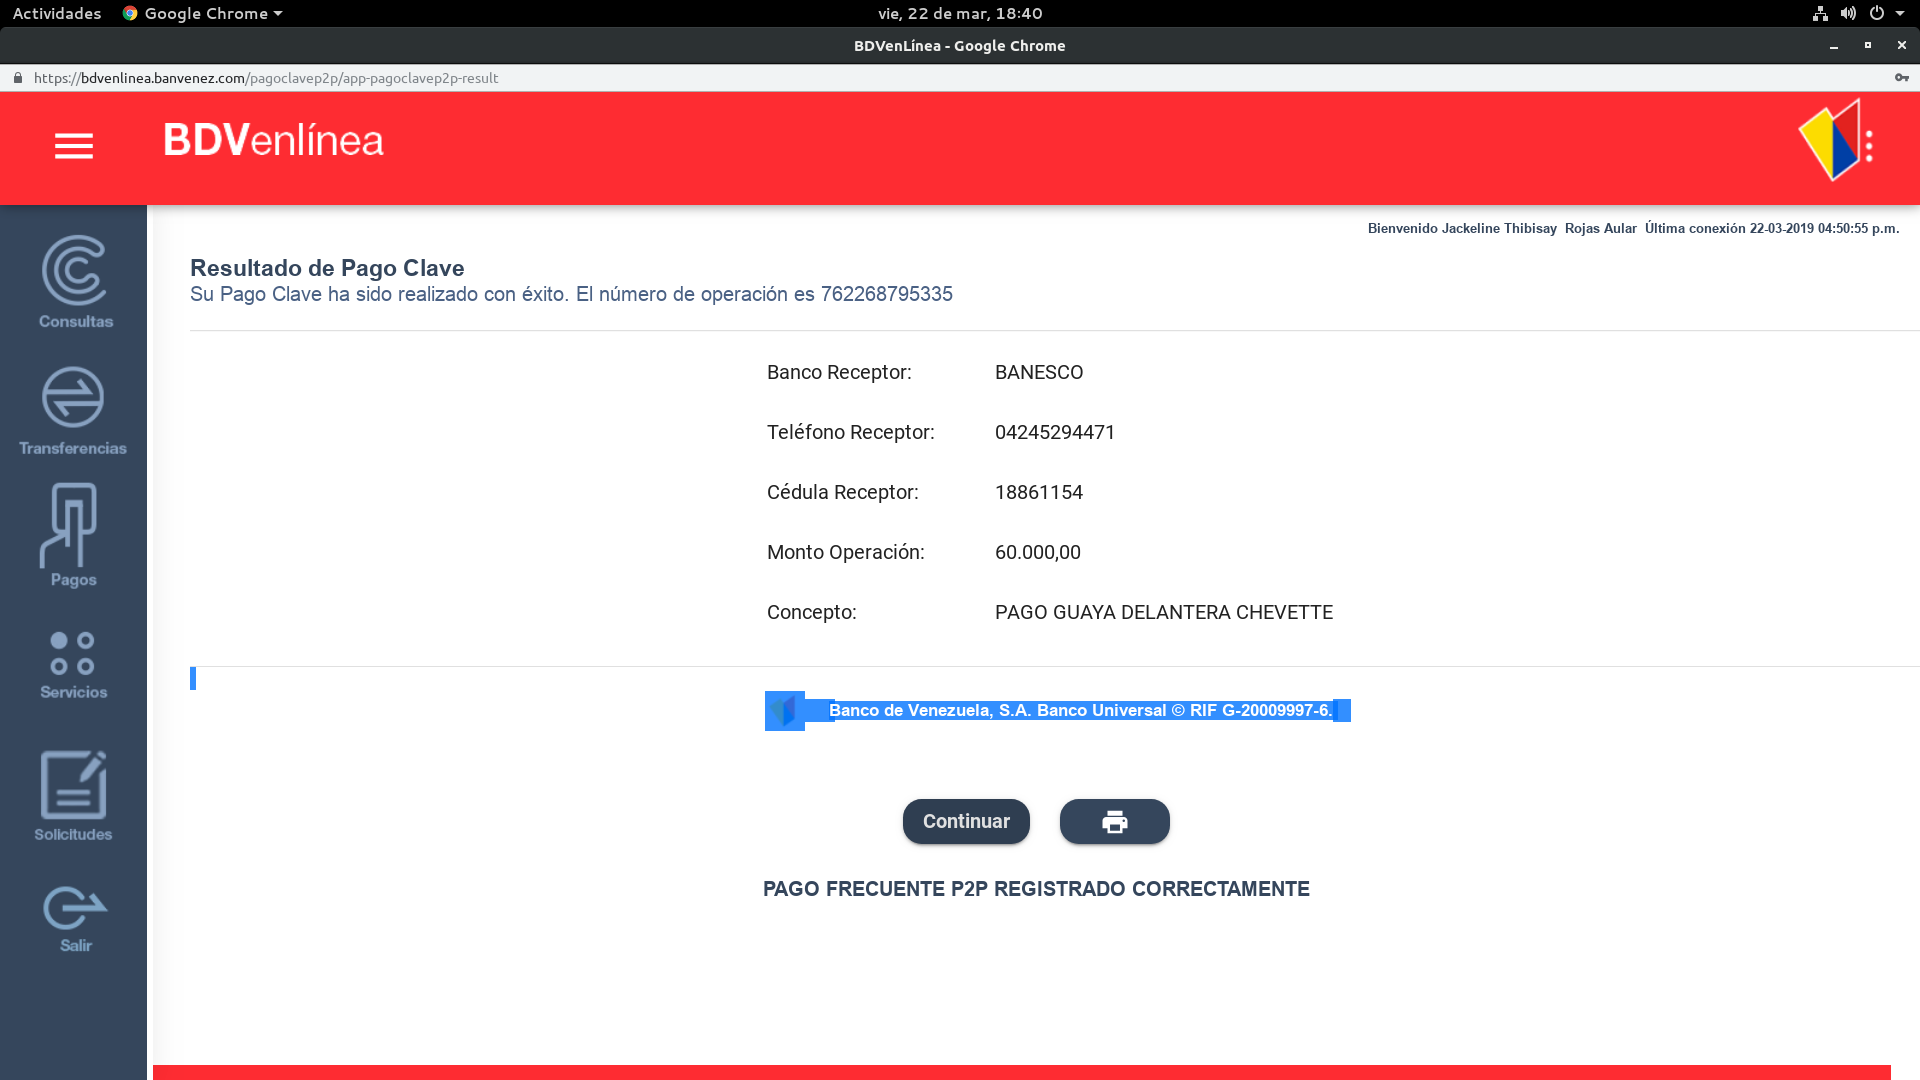 Actividades Google Chrome vie, 22 de mar, 18:40
BDVenLínea - Google Chrome
https://bdvenlinea.banvenez.com/pagoclavep2p/app-pagoclavep2p-result
BDVenlínea
Bienvenido Jackeline Thibisay Rojas Aular Última conexión 22-03-2019 04:50:55 p.m.
Consultas
Transferencias
Pagos
Servicios
Solicitudes
Salir
Resultado de Pago Clave
Su Pago Clave ha sido realizado con éxito. El número de operación es 762268795335
Banco Receptor: BANESCO
Teléfono Receptor: 04245294471
Cédula Receptor: 18861154
Monto Operación: 60.000,00
Concepto: PAGO GUAYA DELANTERA CHEVETTE
Banco de Venezuela, S.A. Banco Universal © RIF G-20009997-6.
Continuar
PAGO FRECUENTE P2P REGISTRADO CORRECTAMENTE